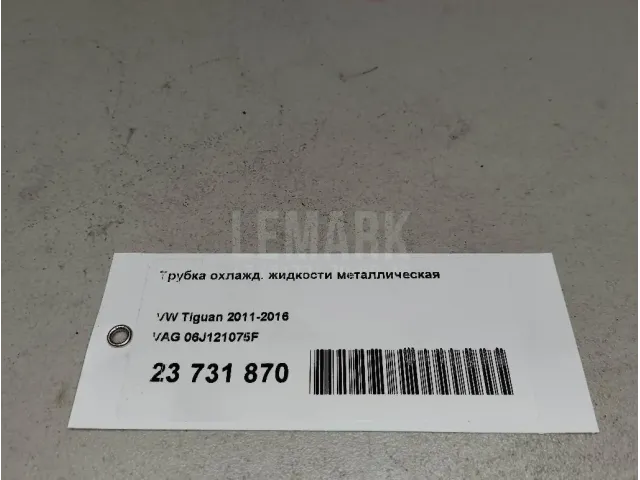 LEMARK
Трубка охлажд. жидкости металлическая
VW Tiguan 2011-2016
VAG 06J121075F
23 731 870